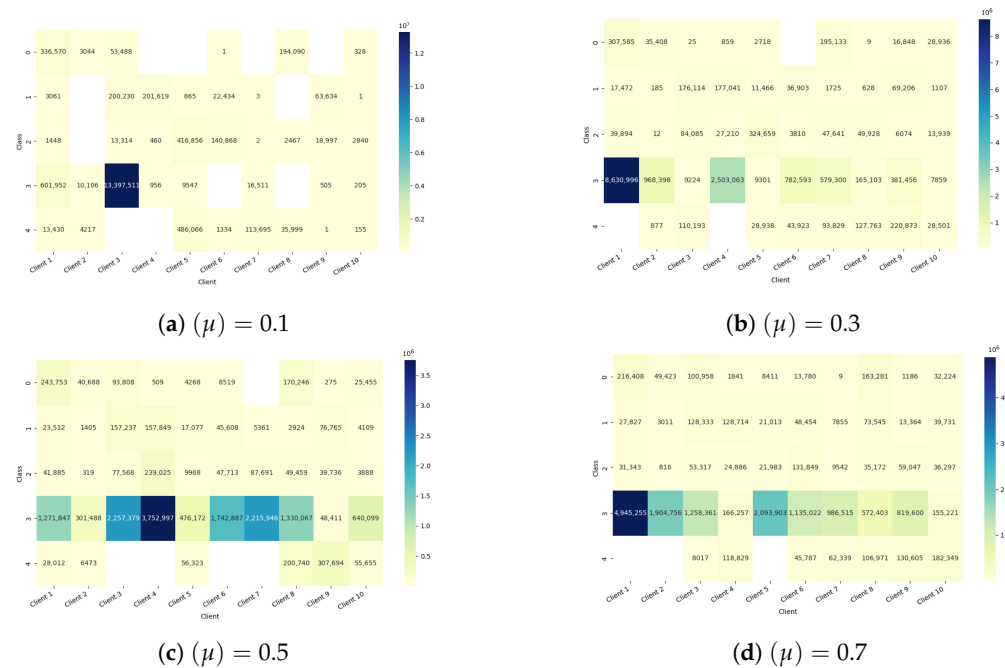 10^7
0 336,570 3044 53,488 1 194,090 328
1 3061 200,230 201,619 865 22,434 3 63,634 1
Class
2 1448 13,314 460 416,856 140,868 2 2467 18,997 2840
3 601,952 10,106 13,397,511 956 9547 16,511 505 205
4 13,430 4217 486,066 1334 113,695 35,999 1 155
1.2
1.0
0.8
0.6
0.4
0.2
Client 1 Client 2 Client 3 Client 4 Client 5 Client 6 Client 7 Client 8 Client 9 Client 10
Client
(a) (μ) = 0.1
10^6
0 307,585 35,408 25 859 2718 195,133 9 16,848 28,936
1 17,472 185 176,114 177,041 11,466 36,903 1725 628 69,206 1107
Class
2 39,894 12 84,085 27,210 324,659 3810 47,641 49,928 6074 13,939
3 8,630,996 968,398 9224 2,503,063 9301 782,593 579,300 165,103 381,456 7859
4 877 110,193 28,938 43,923 93,829 127,763 220,873 28,501
8
7
6
5
4
3
2
1
Client 1 Client 2 Client 3 Client 4 Client 5 Client 6 Client 7 Client 8 Client 9 Client 10
Client
(b) (μ) = 0.3
10^6
0 243,753 40,688 93,808 509 4268 8519 170,246 275 25,455
1 23,512 1405 157,237 157,849 17,077 45,608 5361 2924 76,765 4109
Class
2 41,885 319 77,568 239,025 9968 47,713 87,691 49,459 39,736 3888
3 1,271,847 301,488 2,257,379 3,752,997 476,172 1,742,887 2,215,946 1,330,067 48,411 640,099
4 28,012 6473 56,323 200,740 307,694 55,655
3.5
3.0
2.5
2.0
1.5
1.0
0.5
Client 1 Client 2 Client 3 Client 4 Client 5 Client 6 Client 7 Client 8 Client 9 Client 10
Client
(c) (μ) = 0.5
10^6
0 216,408 49,423 100,958 1841 8411 13,780 9 163,281 1186 32,224
1 27,827 3011 128,333 128,714 21,013 48,454 7855 73,545 13,364 39,731
Class
2 31,343 816 53,317 24,886 21,983 131,849 9542 35,172 59,047 36,297
3 4,945,255 1,904,756 1,258,361 166,257 2,093,903 1,135,022 986,515 572,403 819,600 155,221
4 8017 118,829 45,787 62,339 106,971 130,605 182,349
4
3
2
1
Client 1 Client 2 Client 3 Client 4 Client 5 Client 6 Client 7 Client 8 Client 9 Client 10
Client
(d) (μ) = 0.7